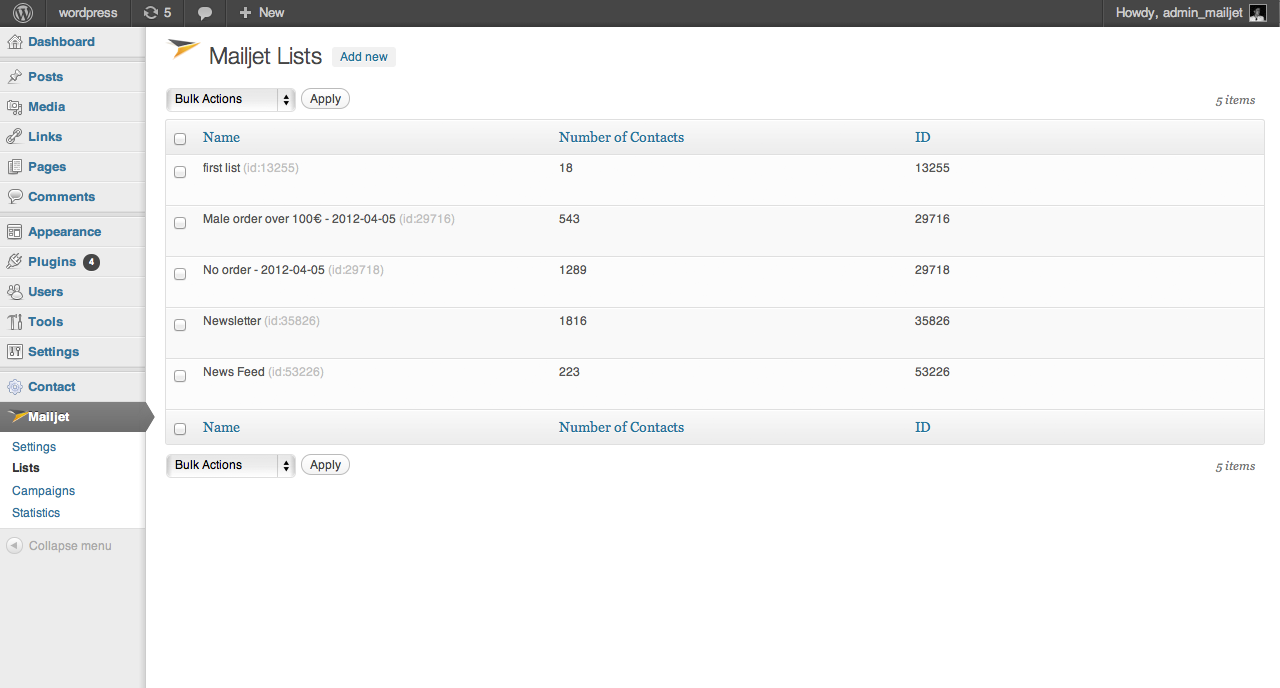 wordpress 5 + New Howdy, admin_mailjet
Dashboard
Posts
Media
Links
Pages
Comments
Appearance
Plugins 4
Users
Tools
Settings
Contact
Mailjet
Settings
Lists
Campaigns
Statistics
Collapse menu
Mailjet Lists Add new
Bulk Actions Apply 5 items
Name Number of Contacts ID
first list (id:13255) 18 13255
Male order over 100€ - 2012-04-05 (id:29716) 543 29716
No order - 2012-04-05 (id:29718) 1289 29718
Newsletter (id:35826) 1816 35826
News Feed (id:53226) 223 53226
Name Number of Contacts ID
Bulk Actions Apply 5 items